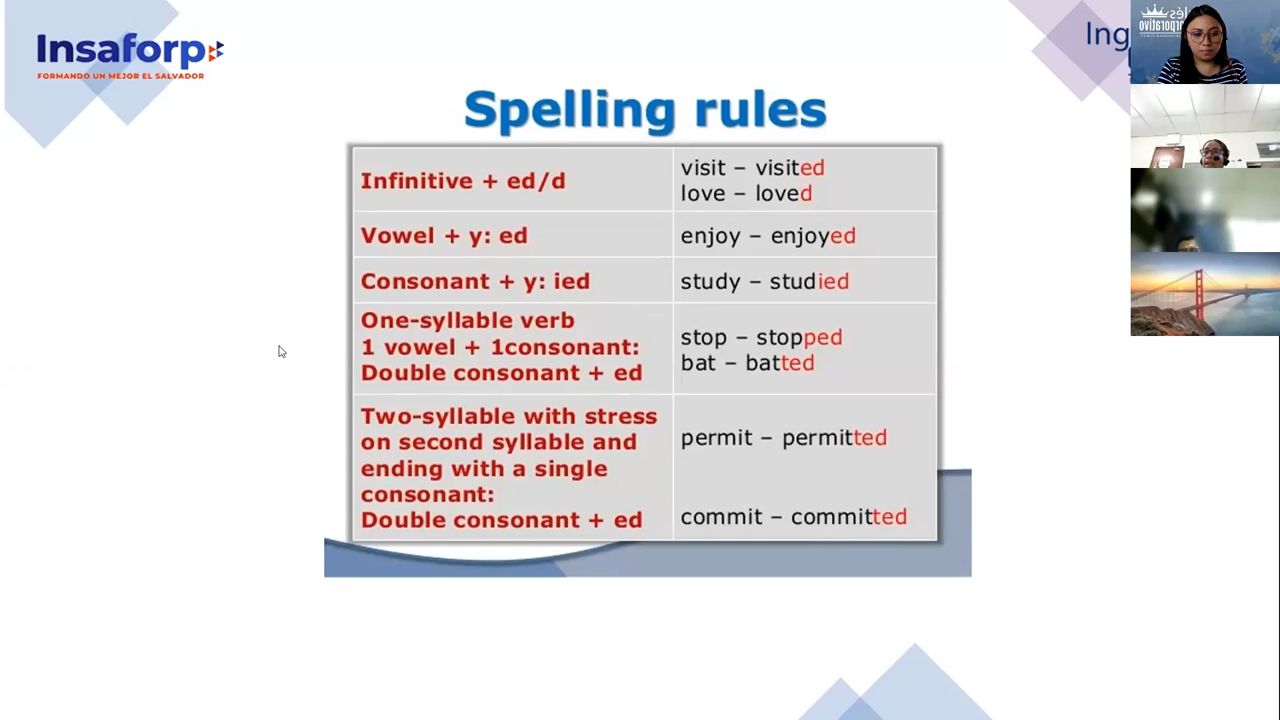 Insaforp
FORMANDO UN MEJOR EL SALVADOR
Ing
Spelling rules
Infinitive + ed/d
visit – visited
love – loved
Vowel + y: ed
enjoy – enjoyed
Consonant + y: ied
study – studied
One-syllable verb
1 vowel + 1consonant:
Double consonant + ed
stop – stopped
bat – batted
Two-syllable with stress
on second syllable and
ending with a single
consonant:
Double consonant + ed
permit – permitted
commit – committed